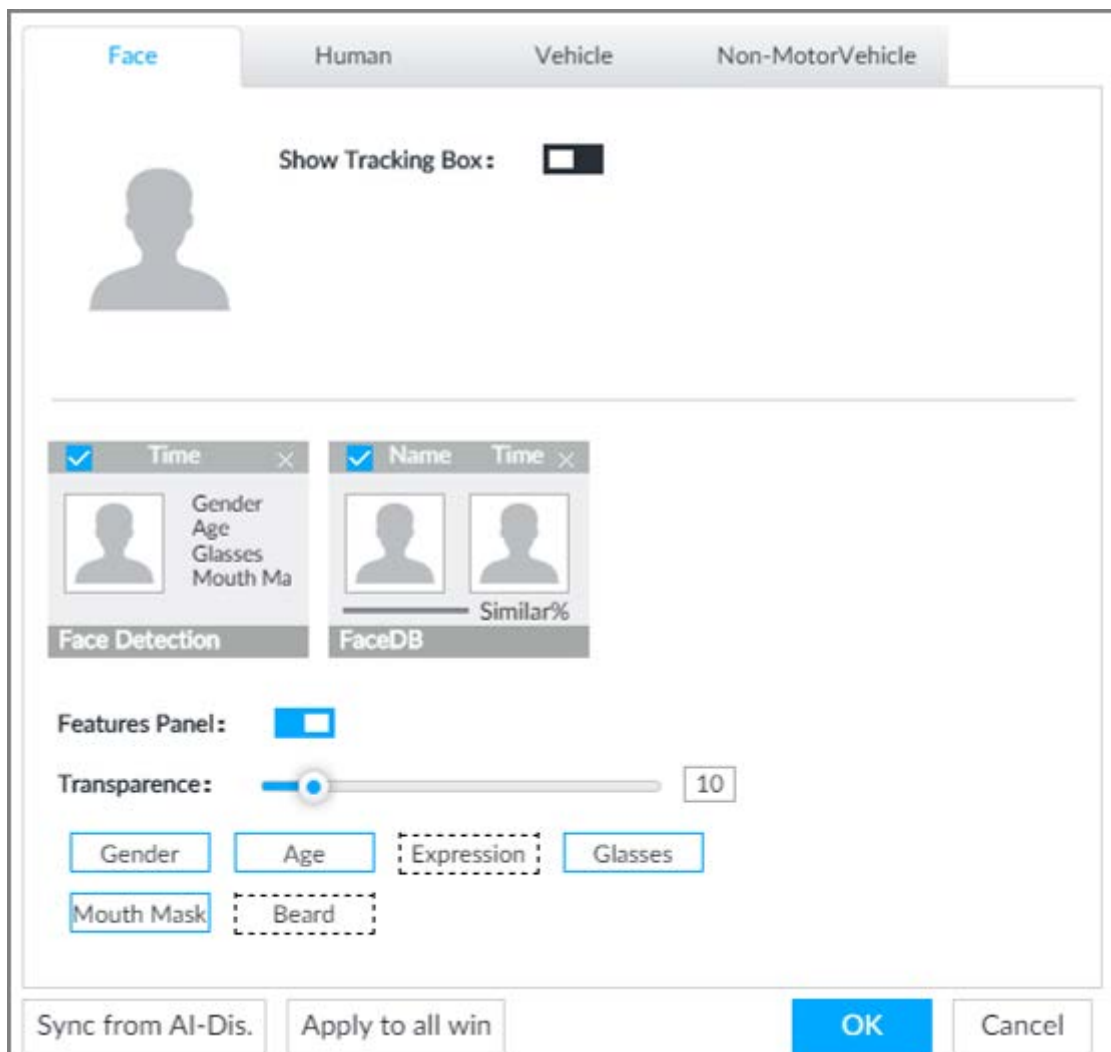 Face Human Vehicle Non-MotorVehicle
Show Tracking Box:
Time
Gender
Age
Glasses
Mouth Ma
Face Detection
Name Time
Similar%
FaceDB
Features Panel:
Transparence: 10
Gender Age Expression Glasses
Mouth Mask Beard
Sync from AI-Dis. Apply to all win OK Cancel